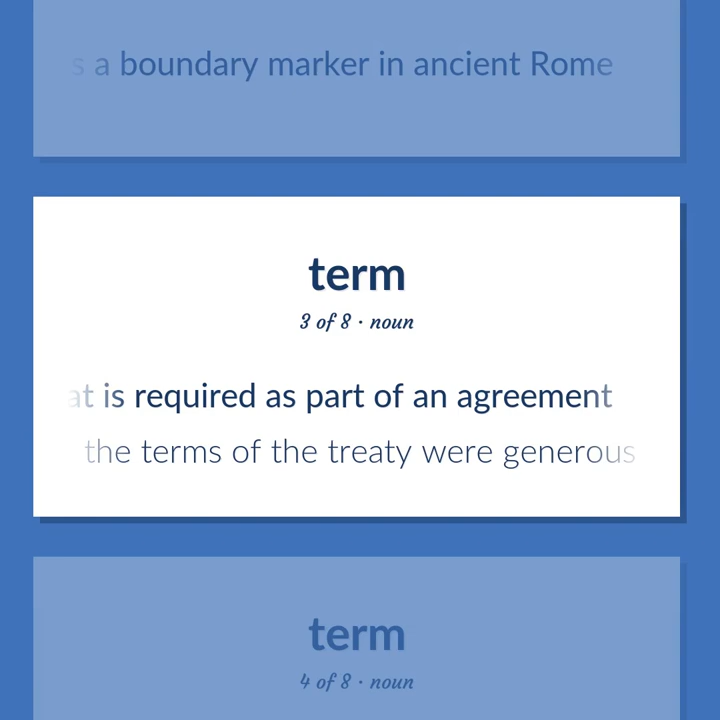 s a boundary marker in ancient Rome
term
3 of 8 · noun
at is required as part of an agreement
the terms of the treaty were generous
term
4 of 8 · noun